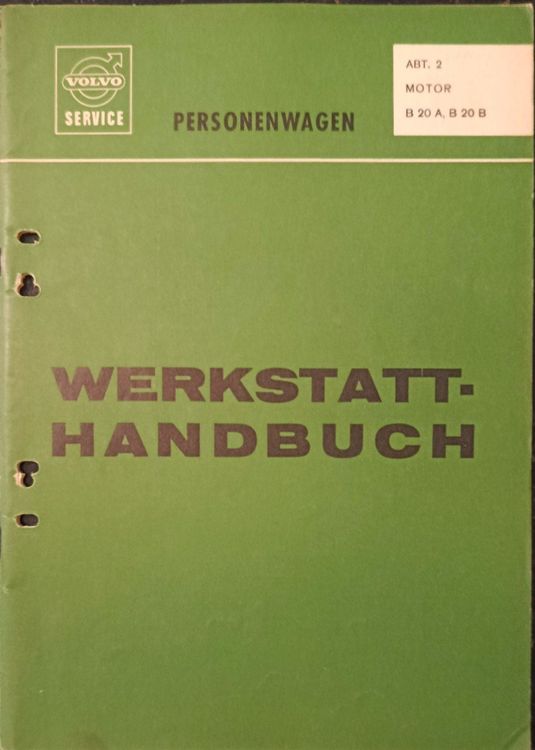 VOLVO
SERVICE
PERSONENWAGEN
ABT. 2
MOTOR
B 20 A, B 20 B
WERKSTATT-
HANDBUCH